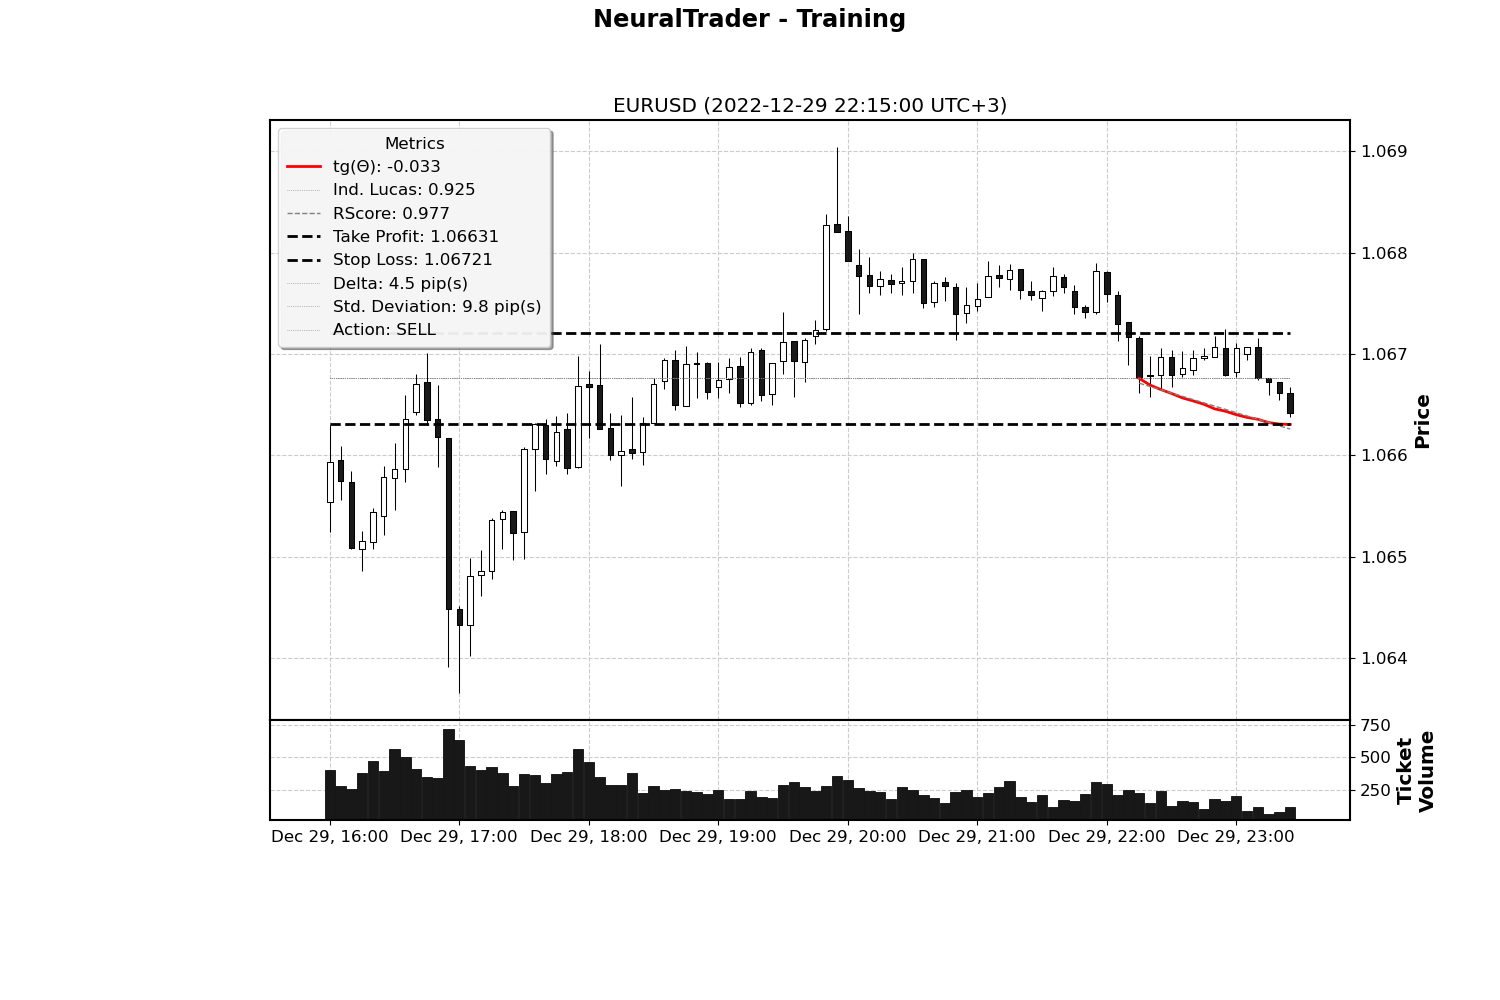 NeuralTrader - Training
EURUSD (2022-12-29 22:15:00 UTC+3)
Metrics
tg(Θ): -0.033
Ind. Lucas: 0.925
RScore: 0.977
Take Profit: 1.06631
Stop Loss: 1.06721
Delta: 4.5 pip(s)
Std. Deviation: 9.8 pip(s)
Action: SELL
1.069
1.068
1.067
1.066
1.065
1.064
Price
750
500
250
Ticket
Volume
Dec 29, 16:00 Dec 29, 17:00 Dec 29, 18:00 Dec 29, 19:00 Dec 29, 20:00 Dec 29, 21:00 Dec 29, 22:00 Dec 29, 23:00